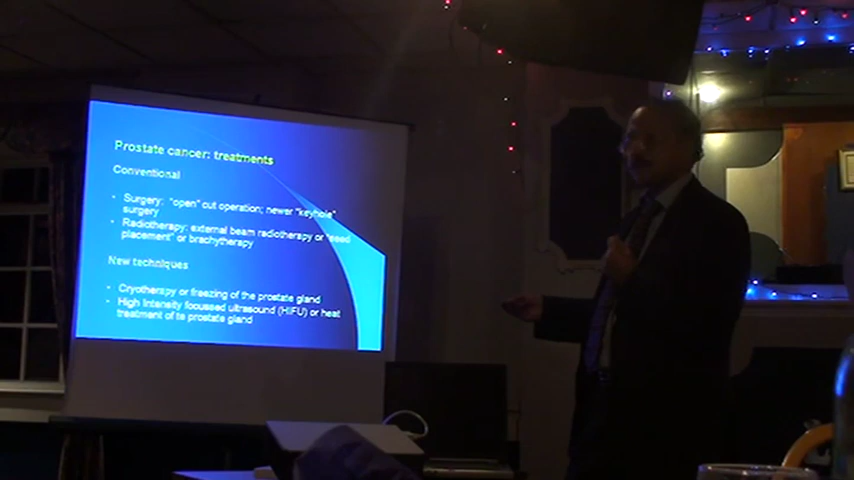 Prostate cancer: treatments
Conventional
• Surgery: "open" cut operation; newer "keyhole"
surgery
• Radiotherapy: external beam radiotherapy or "seed
placement" or brachytherapy
New techniques
• Cryotherapy or freezing of the prostate gland
• High Intensity focussed ultrasound (HIFU) or heat
treatment of te prostate gland